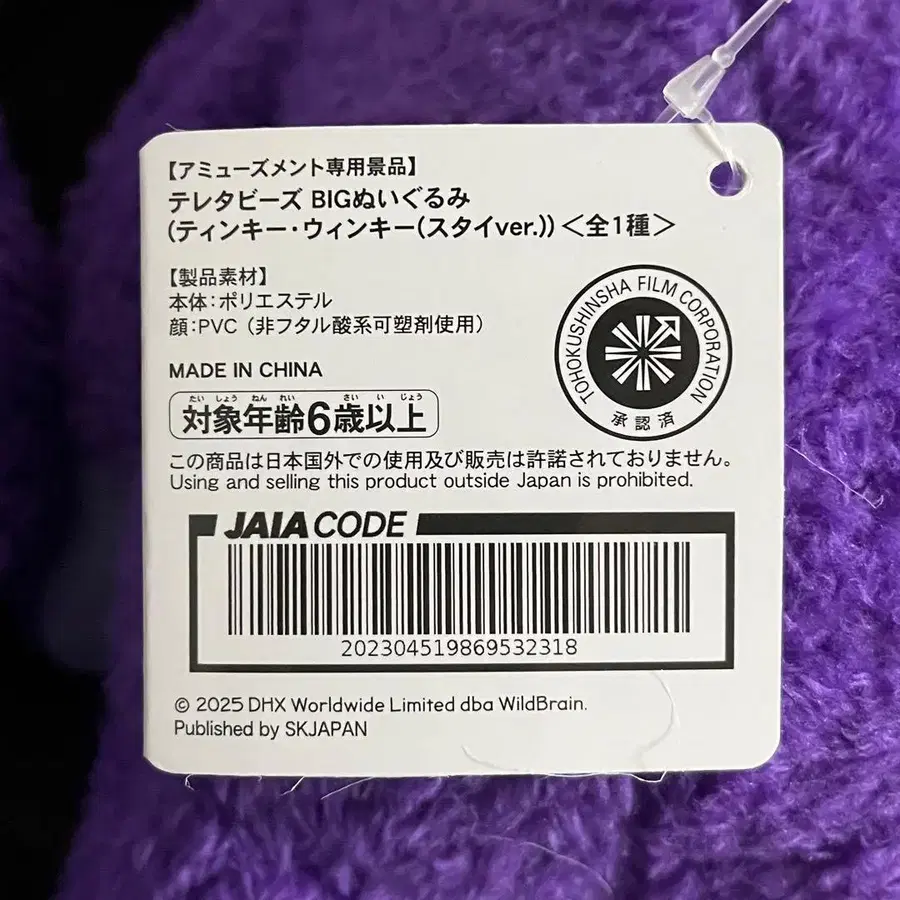 【アミューズメント専用景品】
テレタビーズ BIGぬいぐるみ
(ティンキー・ウィンキー(スタイver.))＜全1種＞
【製品素材】
本体：ポリエステル
顔：PVC（非フタル酸系可塑剤使用）
MADE IN CHINA
たい しょう ねん れい さい い じょう
対象年齢6歳以上
TOHOKUSHINSHA FILM CORPORATION
承認済
この商品は日本国外での使用及び販売は許諾されておりません。
Using and selling this product outside Japan is prohibited.
JAIA CODE
202304519869532318
© 2025 DHX Worldwide Limited dba WildBrain.
Published by SKJAPAN